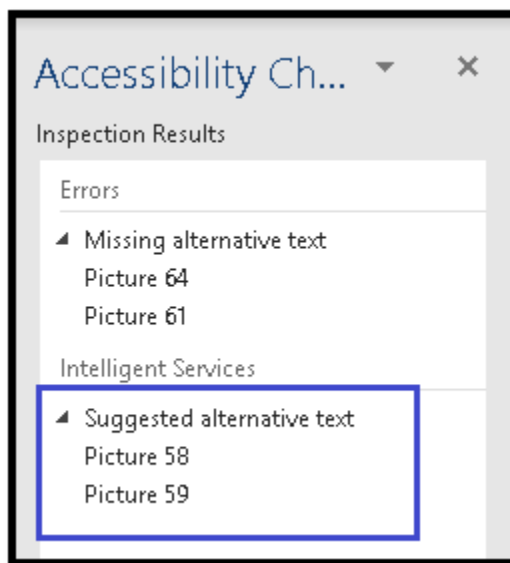 Accessibility Ch...
Inspection Results
Errors
Missing alternative text
Picture 64
Picture 61
Intelligent Services
Suggested alternative text
Picture 58
Picture 59